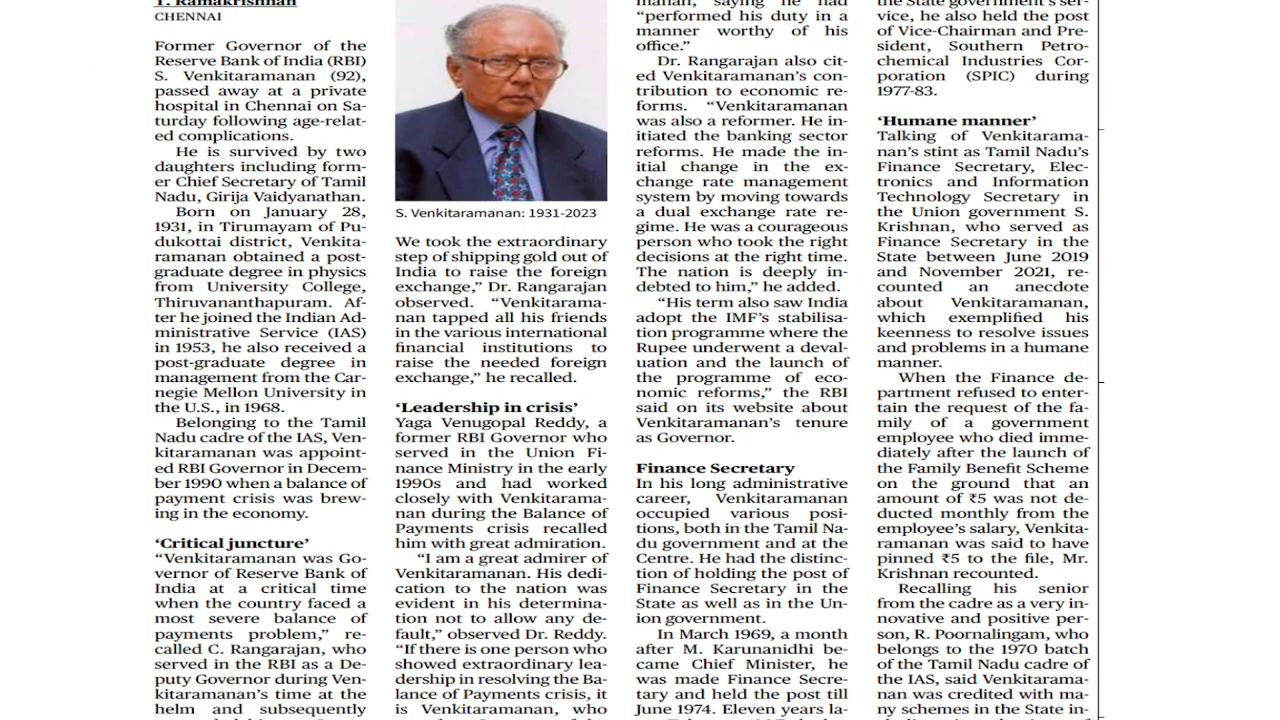 T. Ramakrishnan
CHENNAI
Former Governor of the
Reserve Bank of India (RBI)
S. Venkitaramanan (92),
passed away at a private
hospital in Chennai on Sa-
turday following age-relat-
ed complications.
He is survived by two
daughters including form-
er Chief Secretary of Tamil
Nadu, Girija Vaidyanathan.
Born on January 28,
1931, in Tirumayam of Pu-
dukottai district, Venkita-
ramanan obtained a post-
graduate degree in physics
from University College,
Thiruvananthapuram. Af-
ter he joined the Indian Ad-
ministrative Service (IAS)
in 1953, he also received a
post-graduate degree in
management from the Car-
negie Mellon University in
the U.S., in 1968.
Belonging to the Tamil
Nadu cadre of the IAS, Ven-
kitaramanan was appoint-
ed RBI Governor in Decem-
ber 1990 when a balance of
payment crisis was brew-
ing in the economy.
‘Critical juncture’
“Venkitaramanan was Go-
vernor of Reserve Bank of
India at a critical time
when the country faced a
most severe balance of
payments problem,” re-
called C. Rangarajan, who
served in the RBI as a De-
puty Governor during Ven-
kitaramanan’s time at the
helm and subsequently
S. Venkitaramanan: 1931-2023
We took the extraordinary
step of shipping gold out of
India to raise the foreign
exchange,” Dr. Rangarajan
observed. “Venkitarama-
nan tapped all his friends
in the various international
financial institutions to
raise the needed foreign
exchange,” he recalled.
‘Leadership in crisis’
Yaga Venugopal Reddy, a
former RBI Governor who
served in the Union Fi-
nance Ministry in the early
1990s and had worked
closely with Venkitarama-
nan during the Balance of
Payments crisis recalled
him with great admiration.
“I am a great admirer of
Venkitaramanan. His dedi-
cation to the nation was
evident in his determina-
tion not to allow any de-
fault,” observed Dr. Reddy.
“If there is one person who
showed extraordinary lea-
dership in resolving the Ba-
lance of Payments crisis, it
is Venkitaramanan, who
manan, saying he had
“performed his duty in a
manner worthy of his
office.”
Dr. Rangarajan also cit-
ed Venkitaramanan’s con-
tribution to economic re-
forms. “Venkitaramanan
was also a reformer. He in-
itiated the banking sector
reforms. He made the in-
itial change in the ex-
change rate management
system by moving towards
a dual exchange rate re-
gime. He was a courageous
person who took the right
decisions at the right time.
The nation is deeply in-
debted to him,” he added.
“His term also saw India
adopt the IMF’s stabilisa-
tion programme where the
Rupee underwent a deval-
uation and the launch of
the programme of eco-
nomic reforms,” the RBI
said on its website about
Venkitaramanan’s tenure
as Governor.
Finance Secretary
In his long administrative
career, Venkitaramanan
occupied various posi-
tions, both in the Tamil Na-
du government and at the
Centre. He had the distinc-
tion of holding the post of
Finance Secretary in the
State as well as in the Un-
ion government.
In March 1969, a month
after M. Karunanidhi be-
came Chief Minister, he
was made Finance Secre-
tary and held the post till
June 1974. Eleven years la-
the State government’s ser-
vice, he also held the post
of Vice-Chairman and Pre-
sident, Southern Petro-
chemical Industries Cor-
poration (SPIC) during
1977-83.
‘Humane manner’
Talking of Venkitarama-
nan’s stint as Tamil Nadu’s
Finance Secretary, Elec-
tronics and Information
Technology Secretary in
the Union government S.
Krishnan, who served as
Finance Secretary in the
State between June 2019
and November 2021, re-
counted an anecdote
about Venkitaramanan,
which exemplified his
keenness to resolve issues
and problems in a humane
manner.
When the Finance de-
partment refused to enter-
tain the request of the fa-
mily of a government
employee who died imme-
diately after the launch of
the Family Benefit Scheme
on the ground that an
amount of ₹5 was not de-
ducted monthly from the
employee’s salary, Venkita-
ramanan was said to have
pinned ₹5 to the file, Mr.
Krishnan recounted.
Recalling his senior
from the cadre as a very in-
novative and positive per-
son, R. Poornalingam, who
belongs to the 1970 batch
of the Tamil Nadu cadre of
the IAS, said Venkitarama-
nan was credited with ma-
ny schemes in the State in-